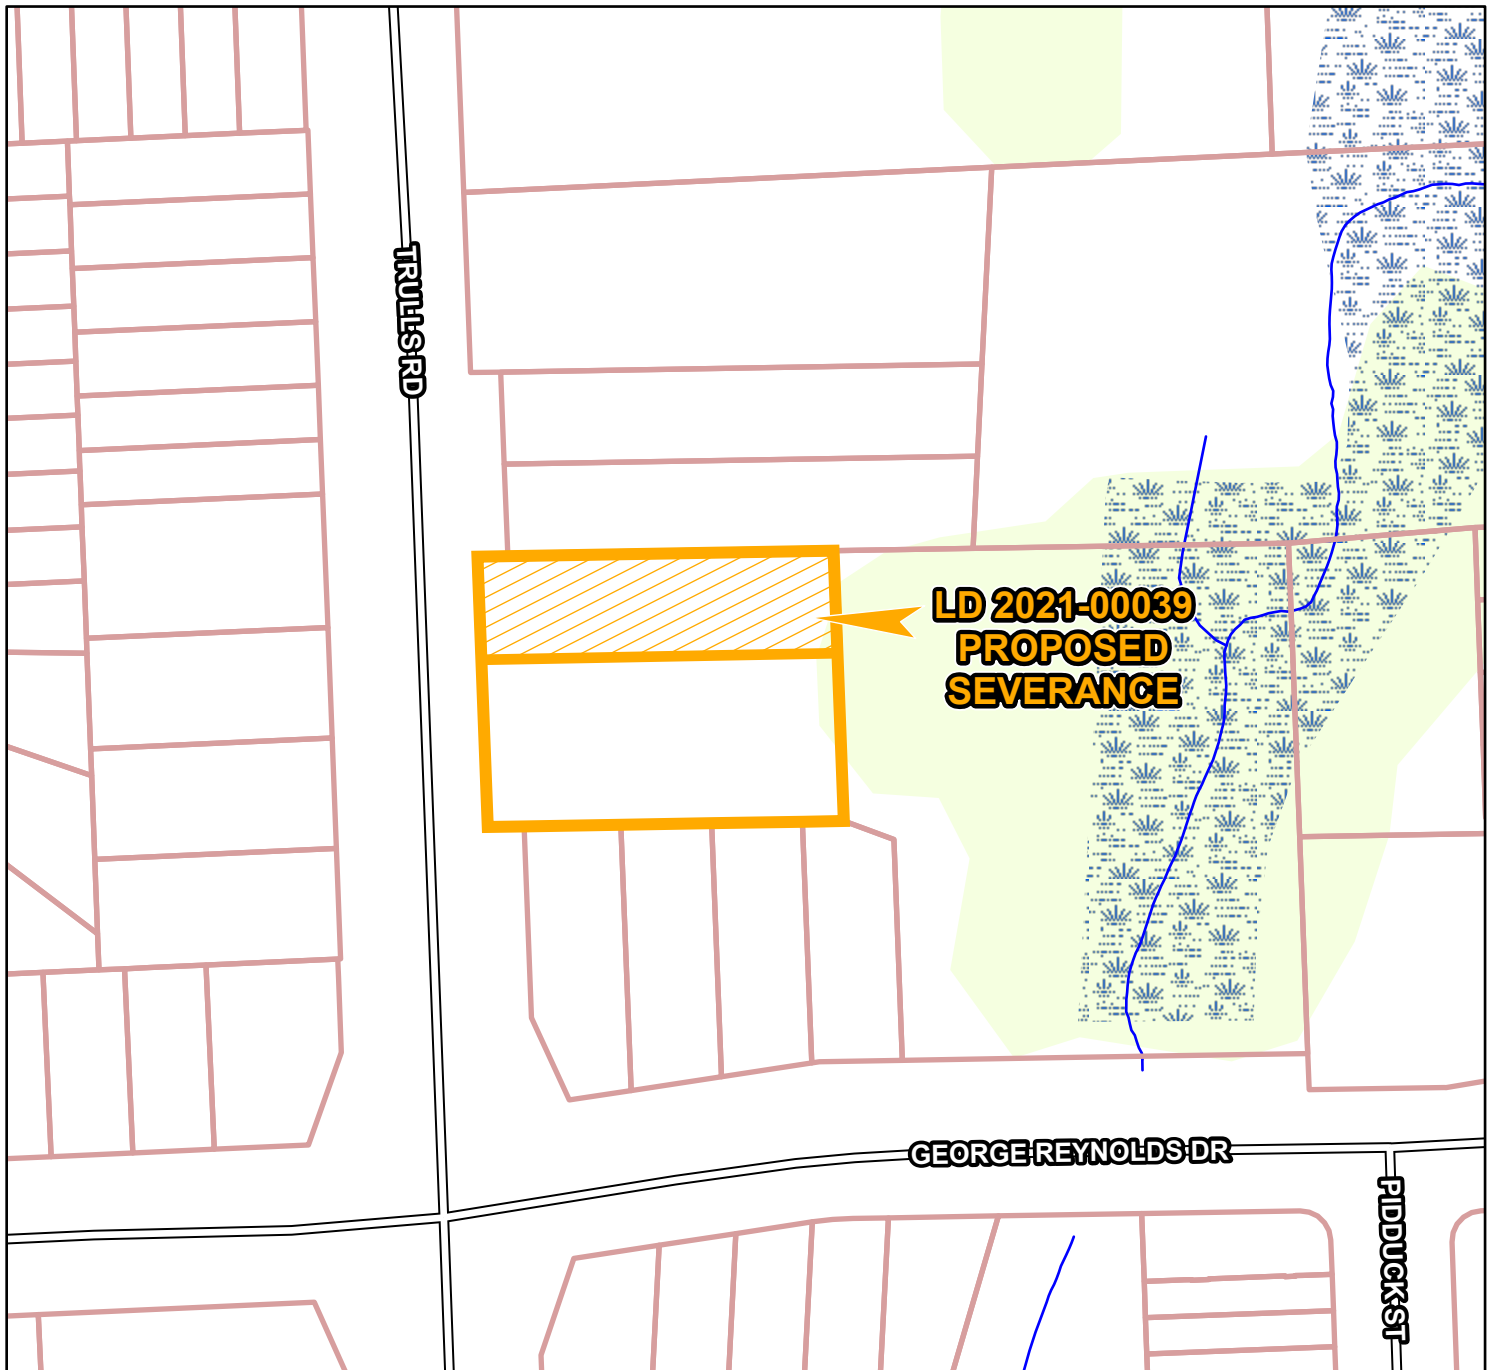 TRULLS RD
LD 2021-00039
PROPOSED
SEVERANCE
GEORGE REYNOLDS DR
PIDDUCK ST